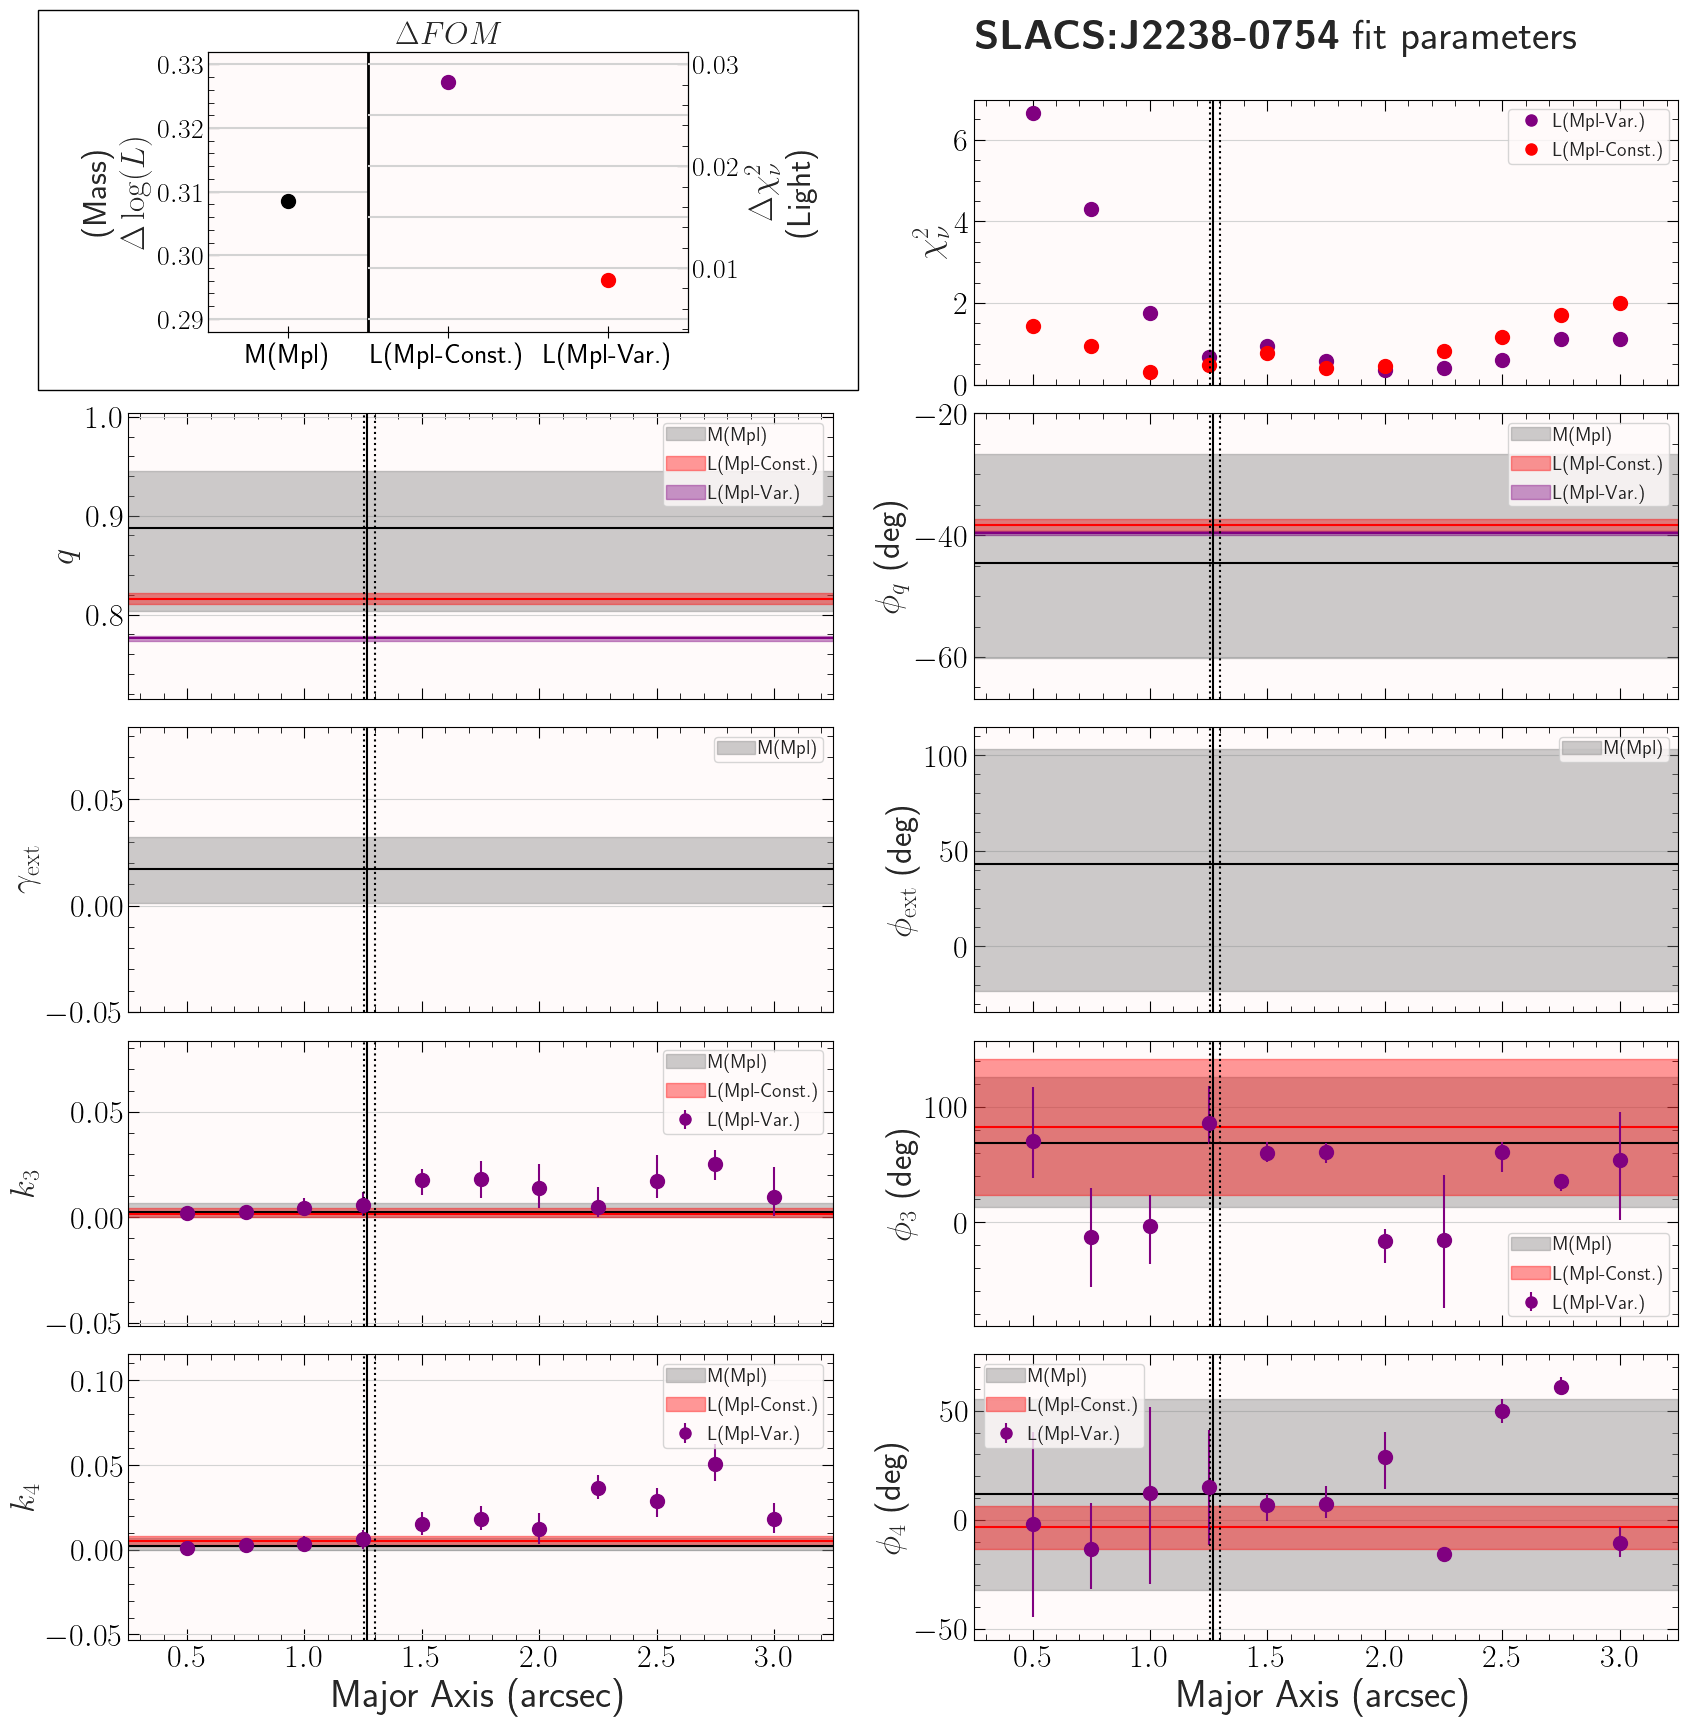 ΔFOM
SLACS:J2238-0754 fit parameters
(Mass)
Δ log(L)
0.33
0.32
0.31
0.30
0.29
0.03
0.02
0.01
Δχ²ᵥ
(Light)
M(Mpl) L(Mpl-Const.) L(Mpl-Var.)
χ²ᵥ
6
4
2
0
L(Mpl-Var.)
L(Mpl-Const.)
q
1.0
0.9
0.8
M(Mpl)
L(Mpl-Const.)
L(Mpl-Var.)
ϕ_q (deg)
−20
−40
−60
M(Mpl)
L(Mpl-Const.)
L(Mpl-Var.)
γ_ext
0.05
0.00
−0.05
M(Mpl)
ϕ_ext (deg)
100
50
0
M(Mpl)
k₃
0.05
0.00
−0.05
M(Mpl)
L(Mpl-Const.)
L(Mpl-Var.)
ϕ₃ (deg)
100
0
M(Mpl)
L(Mpl-Const.)
L(Mpl-Var.)
k₄
0.10
0.05
0.00
−0.05
M(Mpl)
L(Mpl-Const.)
L(Mpl-Var.)
0.5 1.0 1.5 2.0 2.5 3.0
Major Axis (arcsec)
ϕ₄ (deg)
50
0
−50
M(Mpl)
L(Mpl-Const.)
L(Mpl-Var.)
0.5 1.0 1.5 2.0 2.5 3.0
Major Axis (arcsec)